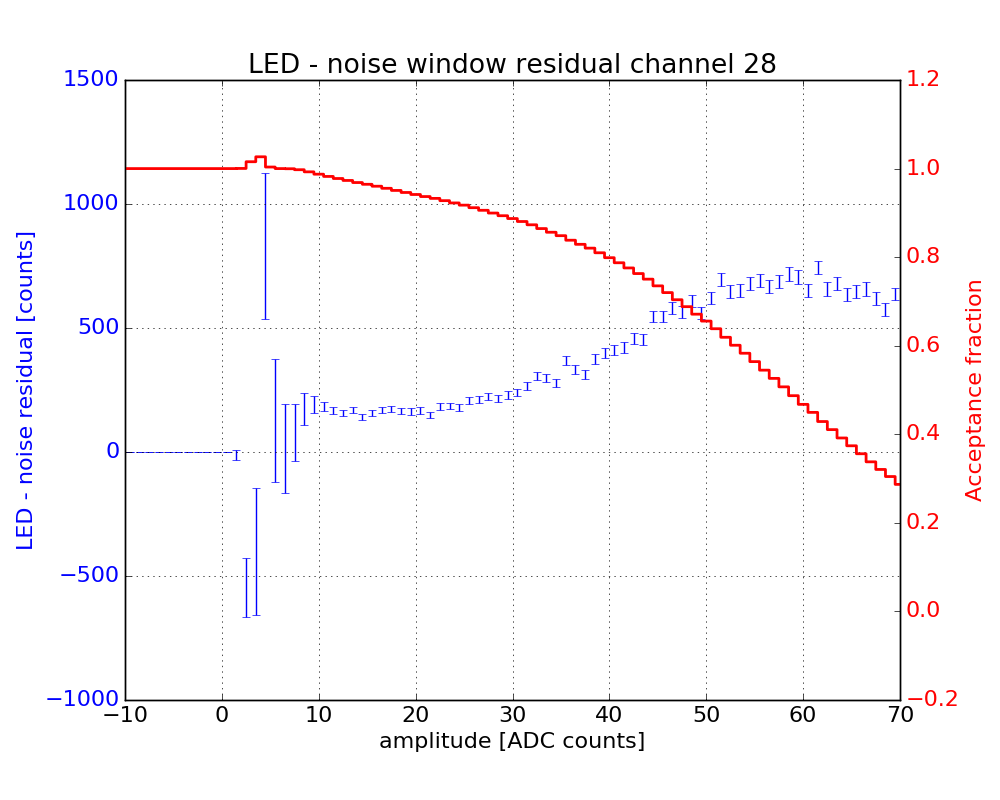 LED - noise window residual channel 28
1500
1000
500
0
−500
−1000
LED - noise residual [counts]
1.2
1.0
0.8
0.6
0.4
0.2
0.0
−0.2
Acceptance fraction
−10 0 10 20 30 40 50 60 70
amplitude [ADC counts]